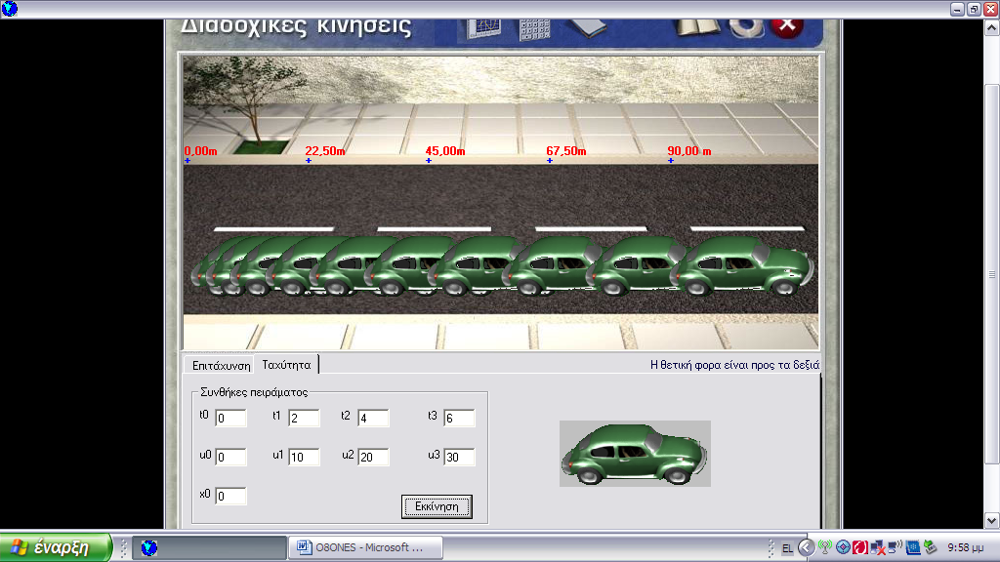 Διαδοχικές κινήσεις
0,00m 22,50m 45,00m 67,50m 90,00 m
Επιτάχυνση Ταχύτητα Η θετική φορα είναι προς τα δεξιά
Συνθήκες πειράματος
t0 0 t1 2 t2 4 t3 6
u0 0 u1 10 u2 20 u3 30
x0 0
Εκκίνηση
έναρξη O8ONES - Microsoft ... EL 9:58 μμ